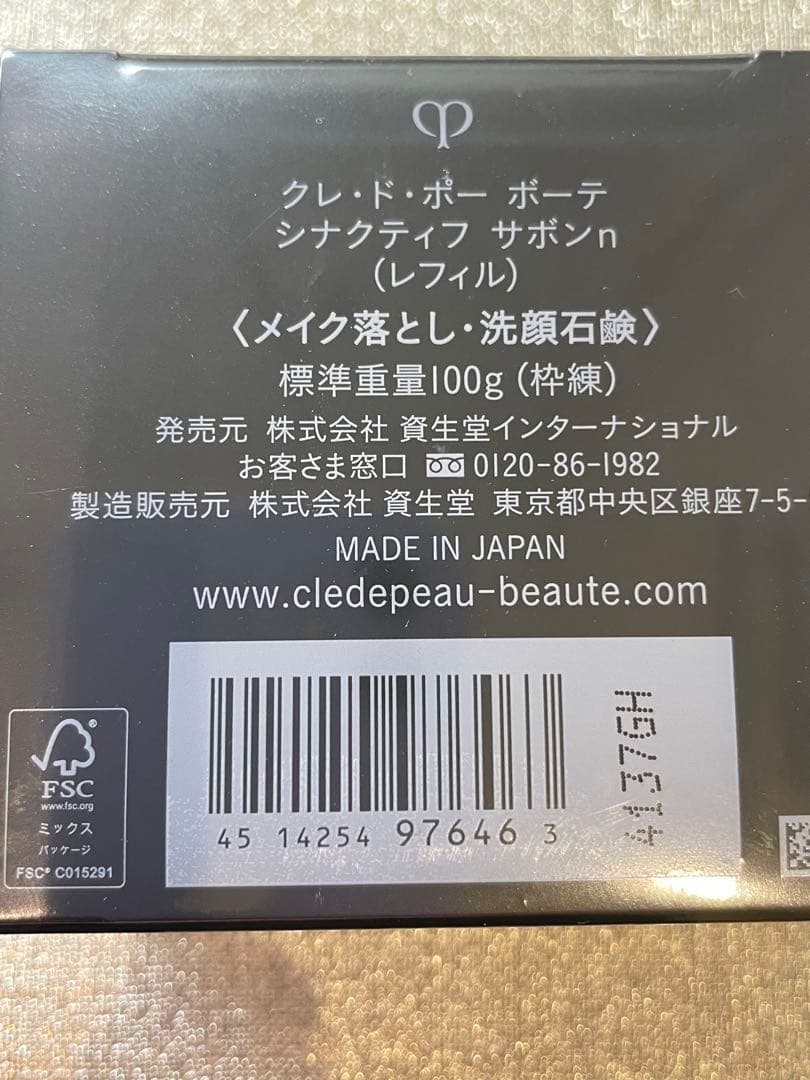 クレ・ド・ポー ボーテ
シナクティフ サボンn
(レフィル)
〈メイク落とし・洗顔石鹸〉
標準重量100g(枠練)
発売元 株式会社 資生堂インターナショナル
お客さま窓口 0120-86-1982
製造販売元 株式会社 資生堂 東京都中央区銀座7-5-
MADE IN JAPAN
www.cledepeau-beaute.com
FSC®
www.fsc.org
ミックス
パッケージ
FSC® C015291
45 14254 97646 3
4137GH